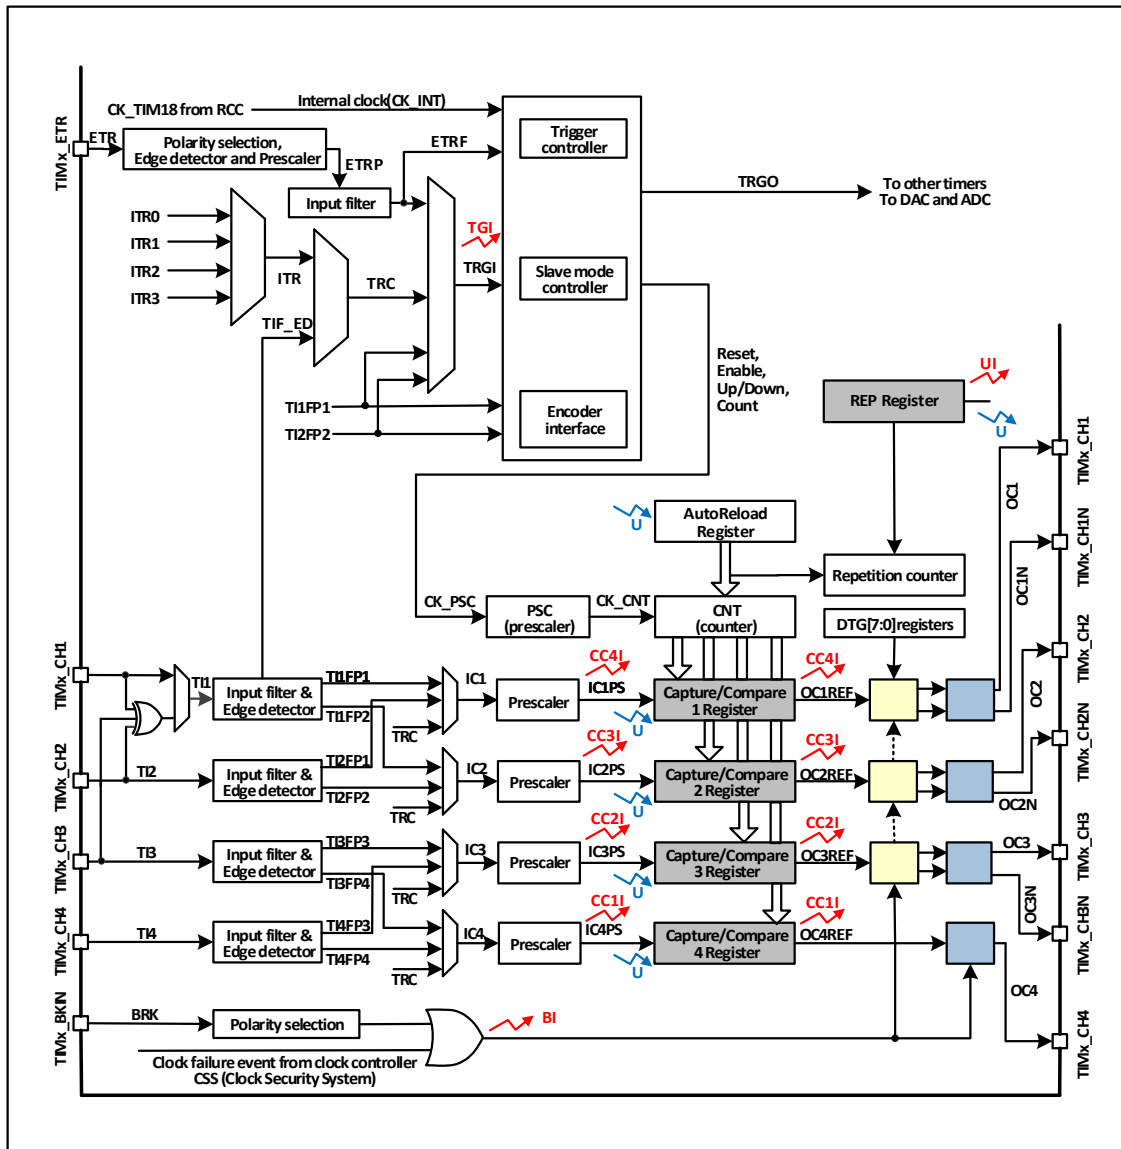 CK_TIM18 from RCC
Internal clock(CK_INT)
TIMx_ETR
ETR
Polarity selection,
Edge detector and Prescaler
ETRP
Input filter
ETRF
Trigger
controller
TRGO
To other timers
To DAC and ADC
ITR0
ITR1
ITR2
ITR3
ITR
TRC
TGI
TRGI
Slave mode
controller
TIF_ED
Reset,
Enable,
Up/Down,
Count
TI1FP1
TI2FP2
Encoder
interface
UI
REP Register
U
U
AutoReload
Register
Repetition counter
CK_PSC
PSC
(prescaler)
CK_CNT
CNT
(counter)
DTG[7:0]registers
OC1
TIMx_CH1
OC1N
TIMx_CH1N
TIMx_CH1
TI1
Input filter &
Edge detector
TI1FP1
TI1FP2
TRC
IC1
Prescaler
CC4I
IC1PS
U
Capture/Compare
1 Register
CC4I
OC1REF
OC2
TIMx_CH2
TIMx_CH2
TI2
Input filter &
Edge detector
TI2FP1
TI2FP2
TRC
IC2
Prescaler
CC3I
IC2PS
U
Capture/Compare
2 Register
CC3I
OC2REF
OC2N
TIMx_CH2N
TIMx_CH3
TI3
Input filter &
Edge detector
TI3FP3
TI3FP4
TRC
IC3
Prescaler
CC2I
IC3PS
U
Capture/Compare
3 Register
CC2I
OC3REF
OC3
TIMx_CH3
OC3N
TIMx_CH3N
TIMx_CH4
TI4
Input filter &
Edge detector
TI4FP3
TI4FP4
TRC
IC4
Prescaler
CC1I
IC4PS
U
Capture/Compare
4 Register
CC1I
OC4REF
OC4
TIMx_CH4
TIMx_BKIN
BRK
Polarity selection
BI
Clock failure event from clock controller
CSS (Clock Security System)